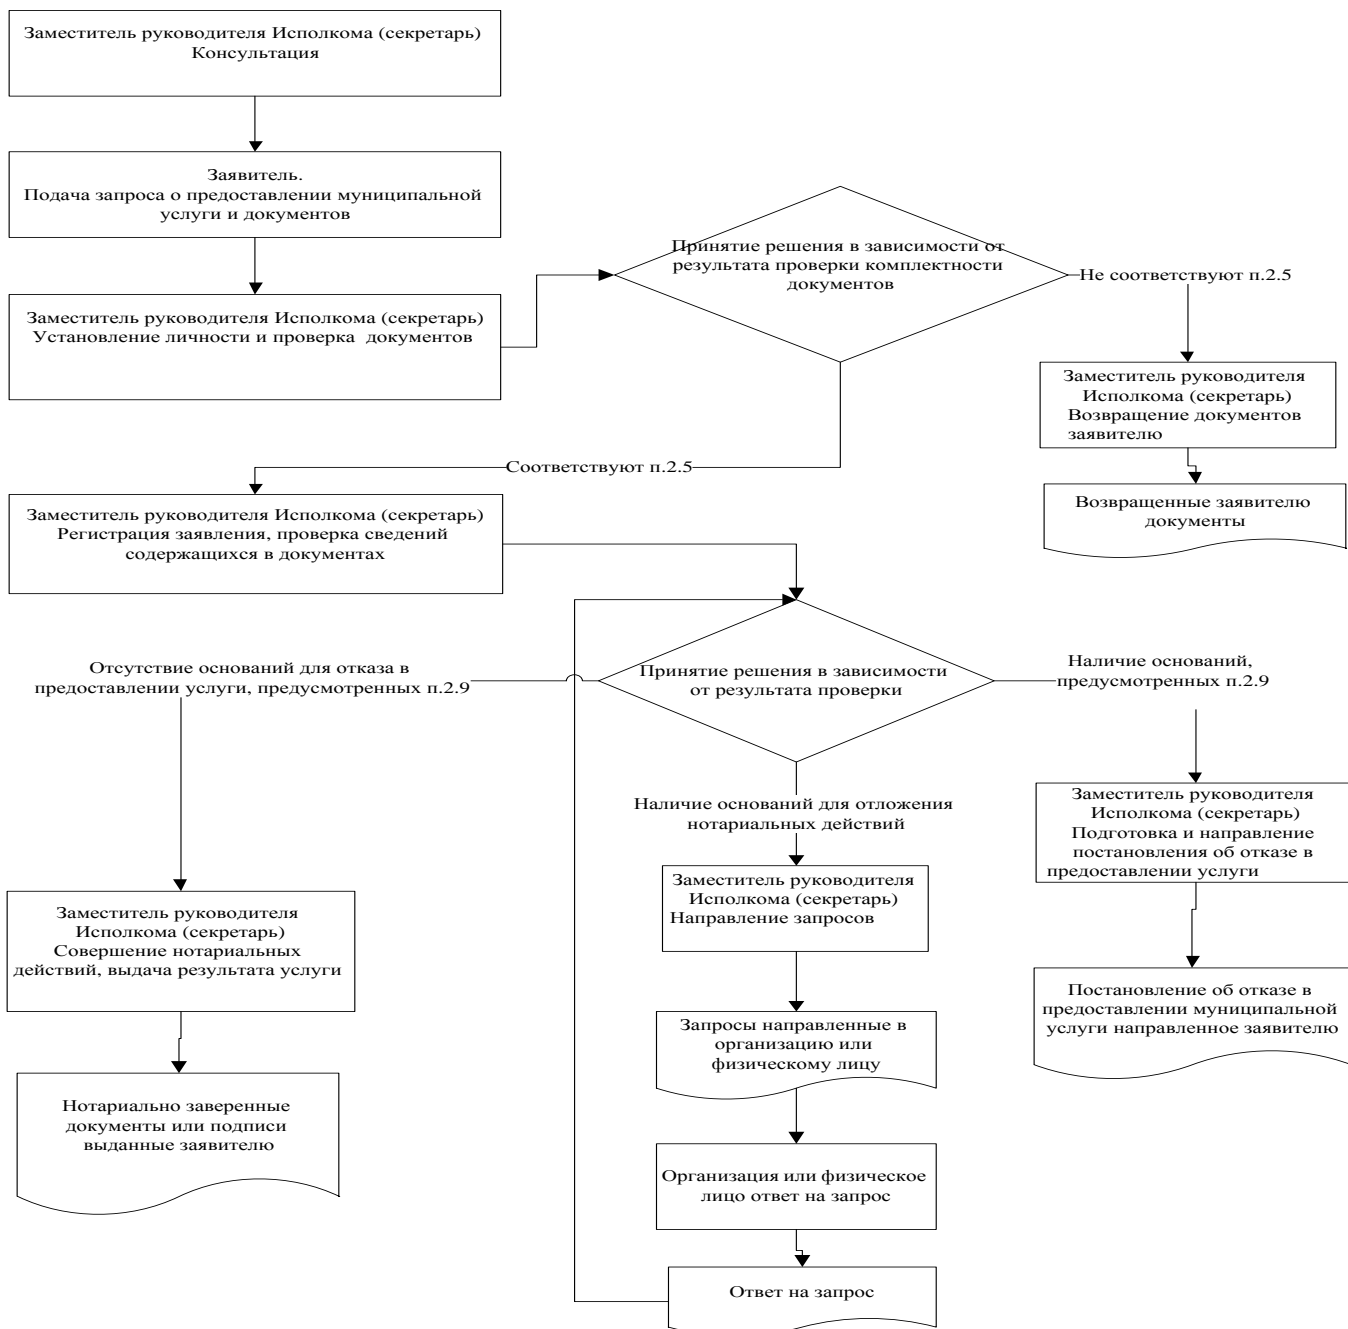 Заместитель руководителя Исполкома (секретарь)
Консультация
Заявитель.
Подача запроса о предоставлении муниципальной
услуги и документов
Заместитель руководителя Исполкома (секретарь)
Установление личности и проверка документов
Принятие решения в зависимости от
результата проверки комплектности
документов
Не соответствуют п.2.5
Заместитель руководителя
Исполкома (секретарь)
Возвращение документов
заявителю
Возвращенные заявителю
документы
Соответствуют п.2.5
Заместитель руководителя Исполкома (секретарь)
Регистрация заявления, проверка сведений
содержащихся в документах
Принятие решения в зависимости
от результата проверки
Отсутствие оснований для отказа в
предоставлении услуги, предусмотренных п.2.9
Наличие оснований,
предусмотренных п.2.9
Наличие оснований для отложения
нотариальных действий
Заместитель руководителя
Исполкома (секретарь)
Совершение нотариальных
действий, выдача результата услуги
Нотариально заверенные
документы или подписи
выданные заявителю
Заместитель руководителя
Исполкома (секретарь)
Направление запросов
Запросы направленные в
организацию или
физическому лицу
Организация или физическое
лицо ответ на запрос
Ответ на запрос
Заместитель руководителя
Исполкома (секретарь)
Подготовка и направление
постановления об отказе в
предоставлении услуги
Постановление об отказе в
предоставлении муниципальной
услуги направленное заявителю